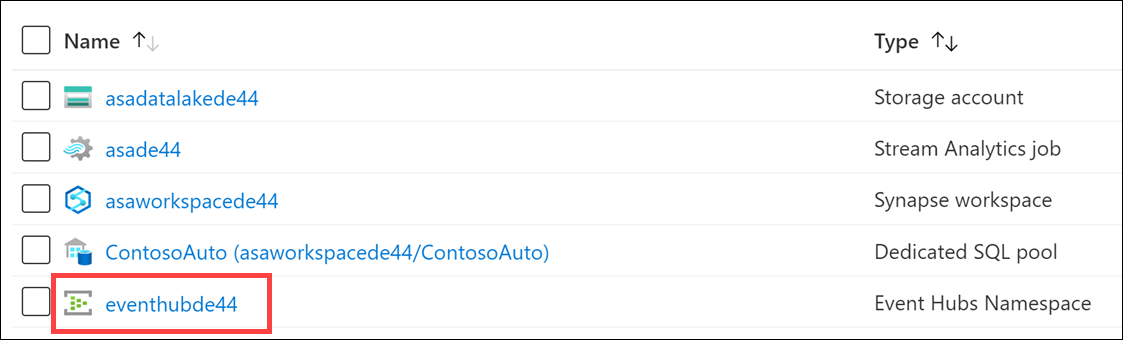 Name Type
asadatalakede44 Storage account
asade44 Stream Analytics job
asaworkspacede44 Synapse workspace
ContosoAuto (asaworkspacede44/ContosoAuto) Dedicated SQL pool
eventhubde44 Event Hubs Namespace